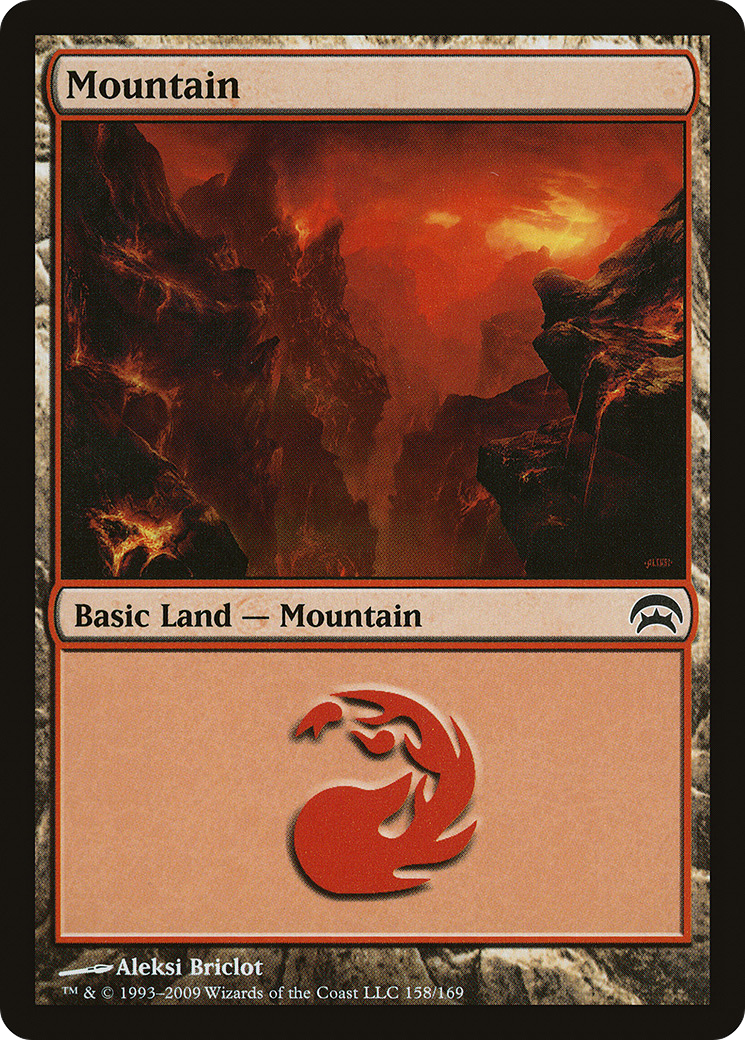 Mountain
Basic Land — Mountain
Aleksi Briclot
™ & © 1993–2009 Wizards of the Coast LLC 158/169